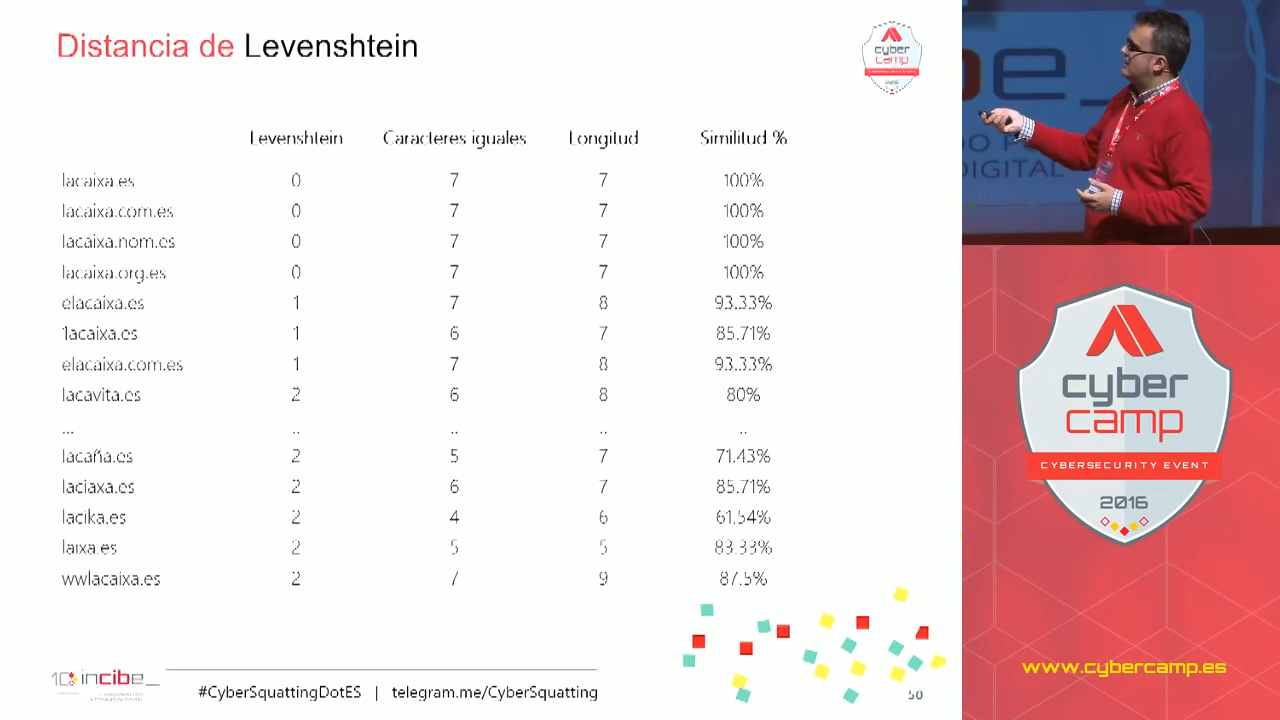 Distancia de Levenshtein
cyber
camp
Levenshtein Caracteres iguales Longitud Similitud %
lacaixa.es 0 7 7 100%
lacaixa.com.es 0 7 7 100%
lacaixa.nom.es 0 7 7 100%
lacaixa.org.es 0 7 7 100%
elacaixa.es 1 7 8 93.33%
1lacaixa.es 1 6 7 85.71%
elacaixa.com.es 1 7 8 93.33%
lacavita.es 2 6 8 80%
... .. .. .. ..
lacaña.es 2 5 7 71.43%
laciaxa.es 2 6 7 85.71%
lacika.es 2 4 6 61.54%
laixa.es 2 5 5 83.33%
wwlacaixa.es 2 7 9 87.5%
10 incibe_
#CyberSquattingDotES | telegram.me/CyberSquatting
50
e_
DIGITAL
cyber
camp
CYBERSECURITY EVENT
2016
www.cybercamp.es